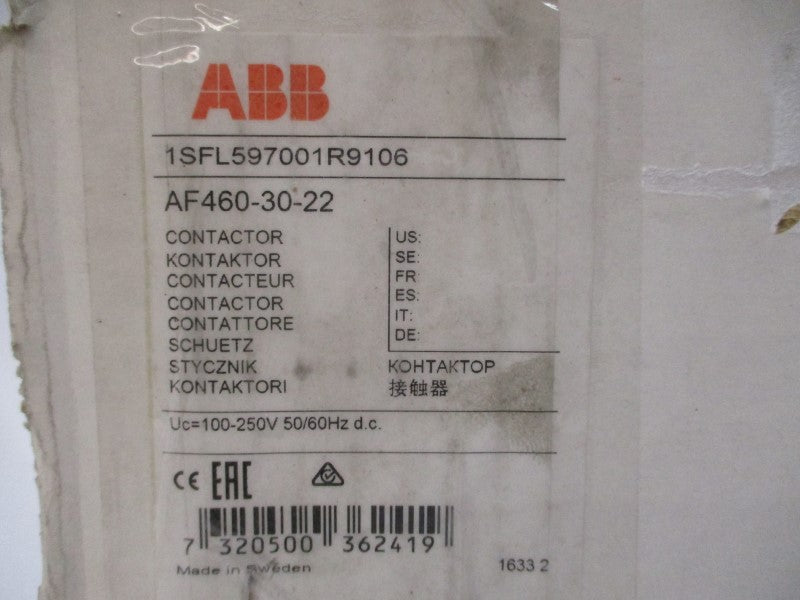 ABB
1SFL597001R9106
AF460-30-22
CONTACTOR
KONTAKTOR
CONTACTEUR
CONTACTOR
CONTATTORE
SCHUETZ
STYCZNIK
KONTAKTORI
US:
SE:
FR:
ES:
IT:
DE:
КОНТАКТОР
接触器
Uc=100-250V 50/60Hz d.c.
CE EAC
7 320500 362419
Made in Sweden
1633 2